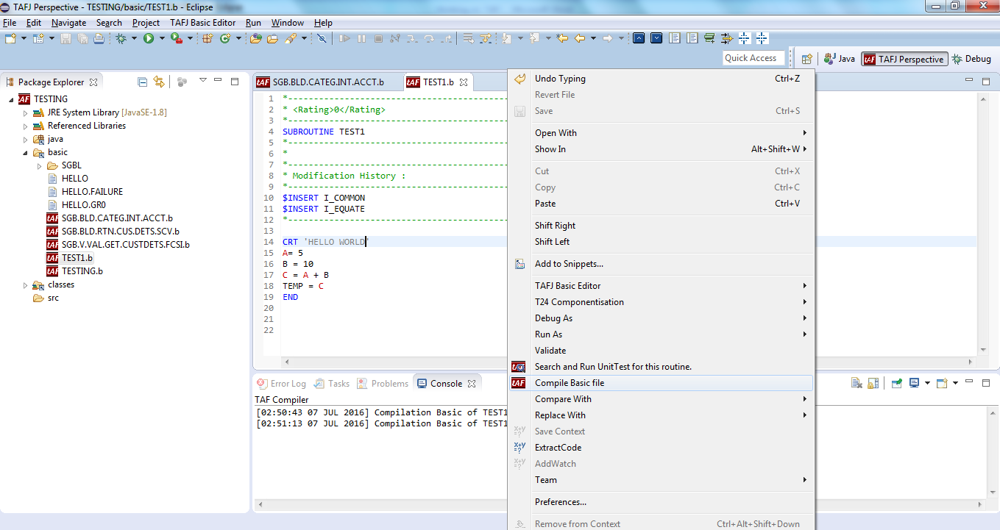 TAFJ Perspective - TESTING/basic/TEST1.b - Eclipse
File Edit Navigate Search Project TAFJ Basic Editor Run Window Help
Quick Access
Java
TAF TAFJ Perspective
Debug
Package Explorer
TESTING
JRE System Library [JavaSE-1.8]
Referenced Libraries
java
basic
SGBL
HELLO
HELLO.FAILURE
HELLO.GR0
SGB.BLD.CATEG.INT.ACCT.b
SGB.BLD.RTN.CUS.DETS.SCV.b
SGB.V.VAL.GET.CUSTDETS.FCSI.b
TEST1.b
TESTING.b
classes
src
SGB.BLD.CATEG.INT.ACCT.b
TEST1.b
1 *------------------------------------------
2 * <Rating>0</Rating>
3 *------------------------------------------
4 SUBROUTINE TEST1
5 *------------------------------------------
6 *
7 *------------------------------------------
8 * Modification History :
9 *------------------------------------------
10 $INSERT I_COMMON
11 $INSERT I_EQUATE
12 *------------------------------------------
13
14 CRT 'HELLO WORLD'
15 A= 5
16 B = 10
17 C = A + B
18 TEMP = C
19 END
20
21
22
Error Log Tasks Problems Console
TAF Compiler
[02:50:43 07 JUL 2016] Compilation Basic of TEST1
[02:51:13 07 JUL 2016] Compilation Basic of TEST1
Undo Typing Ctrl+Z
Revert File
Save Ctrl+S
Open With
Show In Alt+Shift+W
Cut Ctrl+X
Copy Ctrl+C
Paste Ctrl+V
Shift Right
Shift Left
Add to Snippets...
TAFJ Basic Editor
T24 Componentisation
Debug As
Run As
Validate
Search and Run UnitTest for this routine.
Compile Basic file
Compare With
Replace With
Save Context
ExtractCode
AddWatch
Team
Preferences...
Remove from Context Ctrl+Alt+Shift+Down